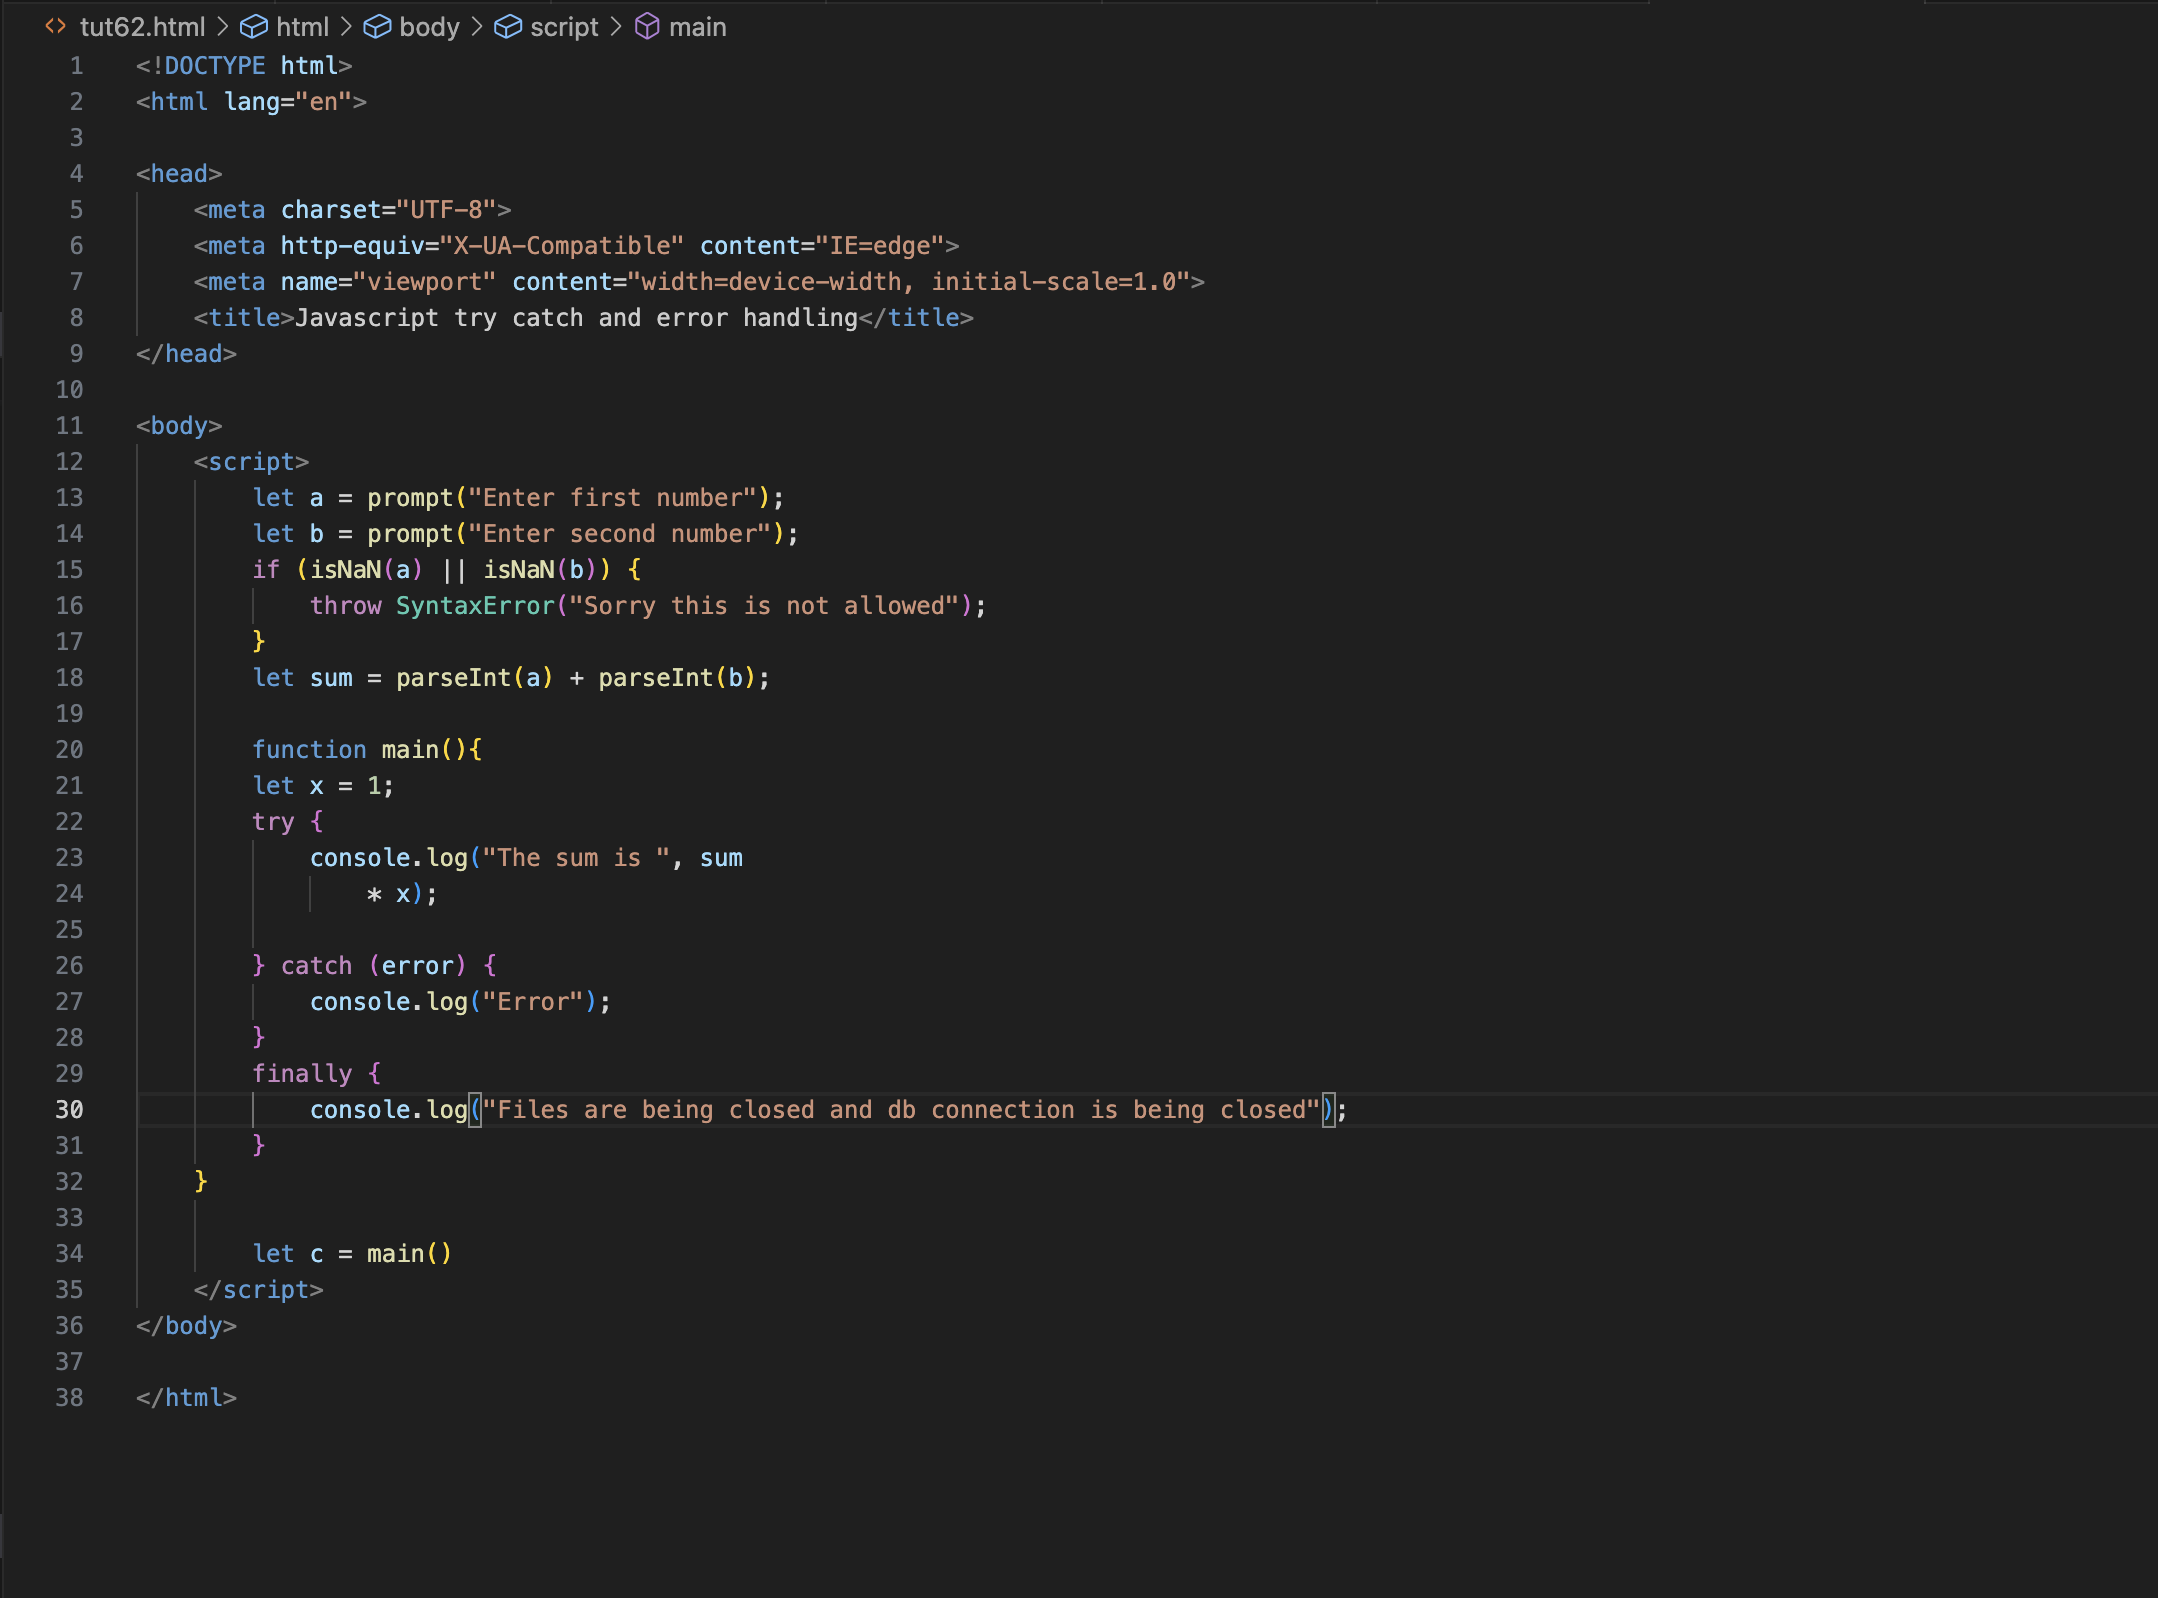 tut62.html > html > body > script > main
1 <!DOCTYPE html>
2 <html lang="en">
3
4 <head>
5     <meta charset="UTF-8">
6     <meta http-equiv="X-UA-Compatible" content="IE=edge">
7     <meta name="viewport" content="width=device-width, initial-scale=1.0">
8     <title>Javascript try catch and error handling</title>
9 </head>
10
11 <body>
12     <script>
13         let a = prompt("Enter first number");
14         let b = prompt("Enter second number");
15         if (isNaN(a) || isNaN(b)) {
16             throw SyntaxError("Sorry this is not allowed");
17         }
18         let sum = parseInt(a) + parseInt(b);
19
20         function main(){
21         let x = 1;
22         try {
23             console.log("The sum is ", sum
24                 * x);
25
26         } catch (error) {
27             console.log("Error");
28         }
29         finally {
30             console.log("Files are being closed and db connection is being closed");
31         }
32     }
33
34         let c = main()
35     </script>
36 </body>
37
38 </html>